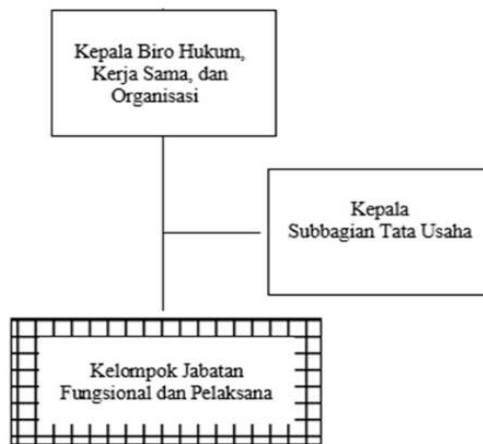 Kepala Biro Hukum,
Kerja Sama, dan
Organisasi
Kepala
Subbagian Tata Usaha
Kelompok Jabatan
Fungsional dan Pelaksana